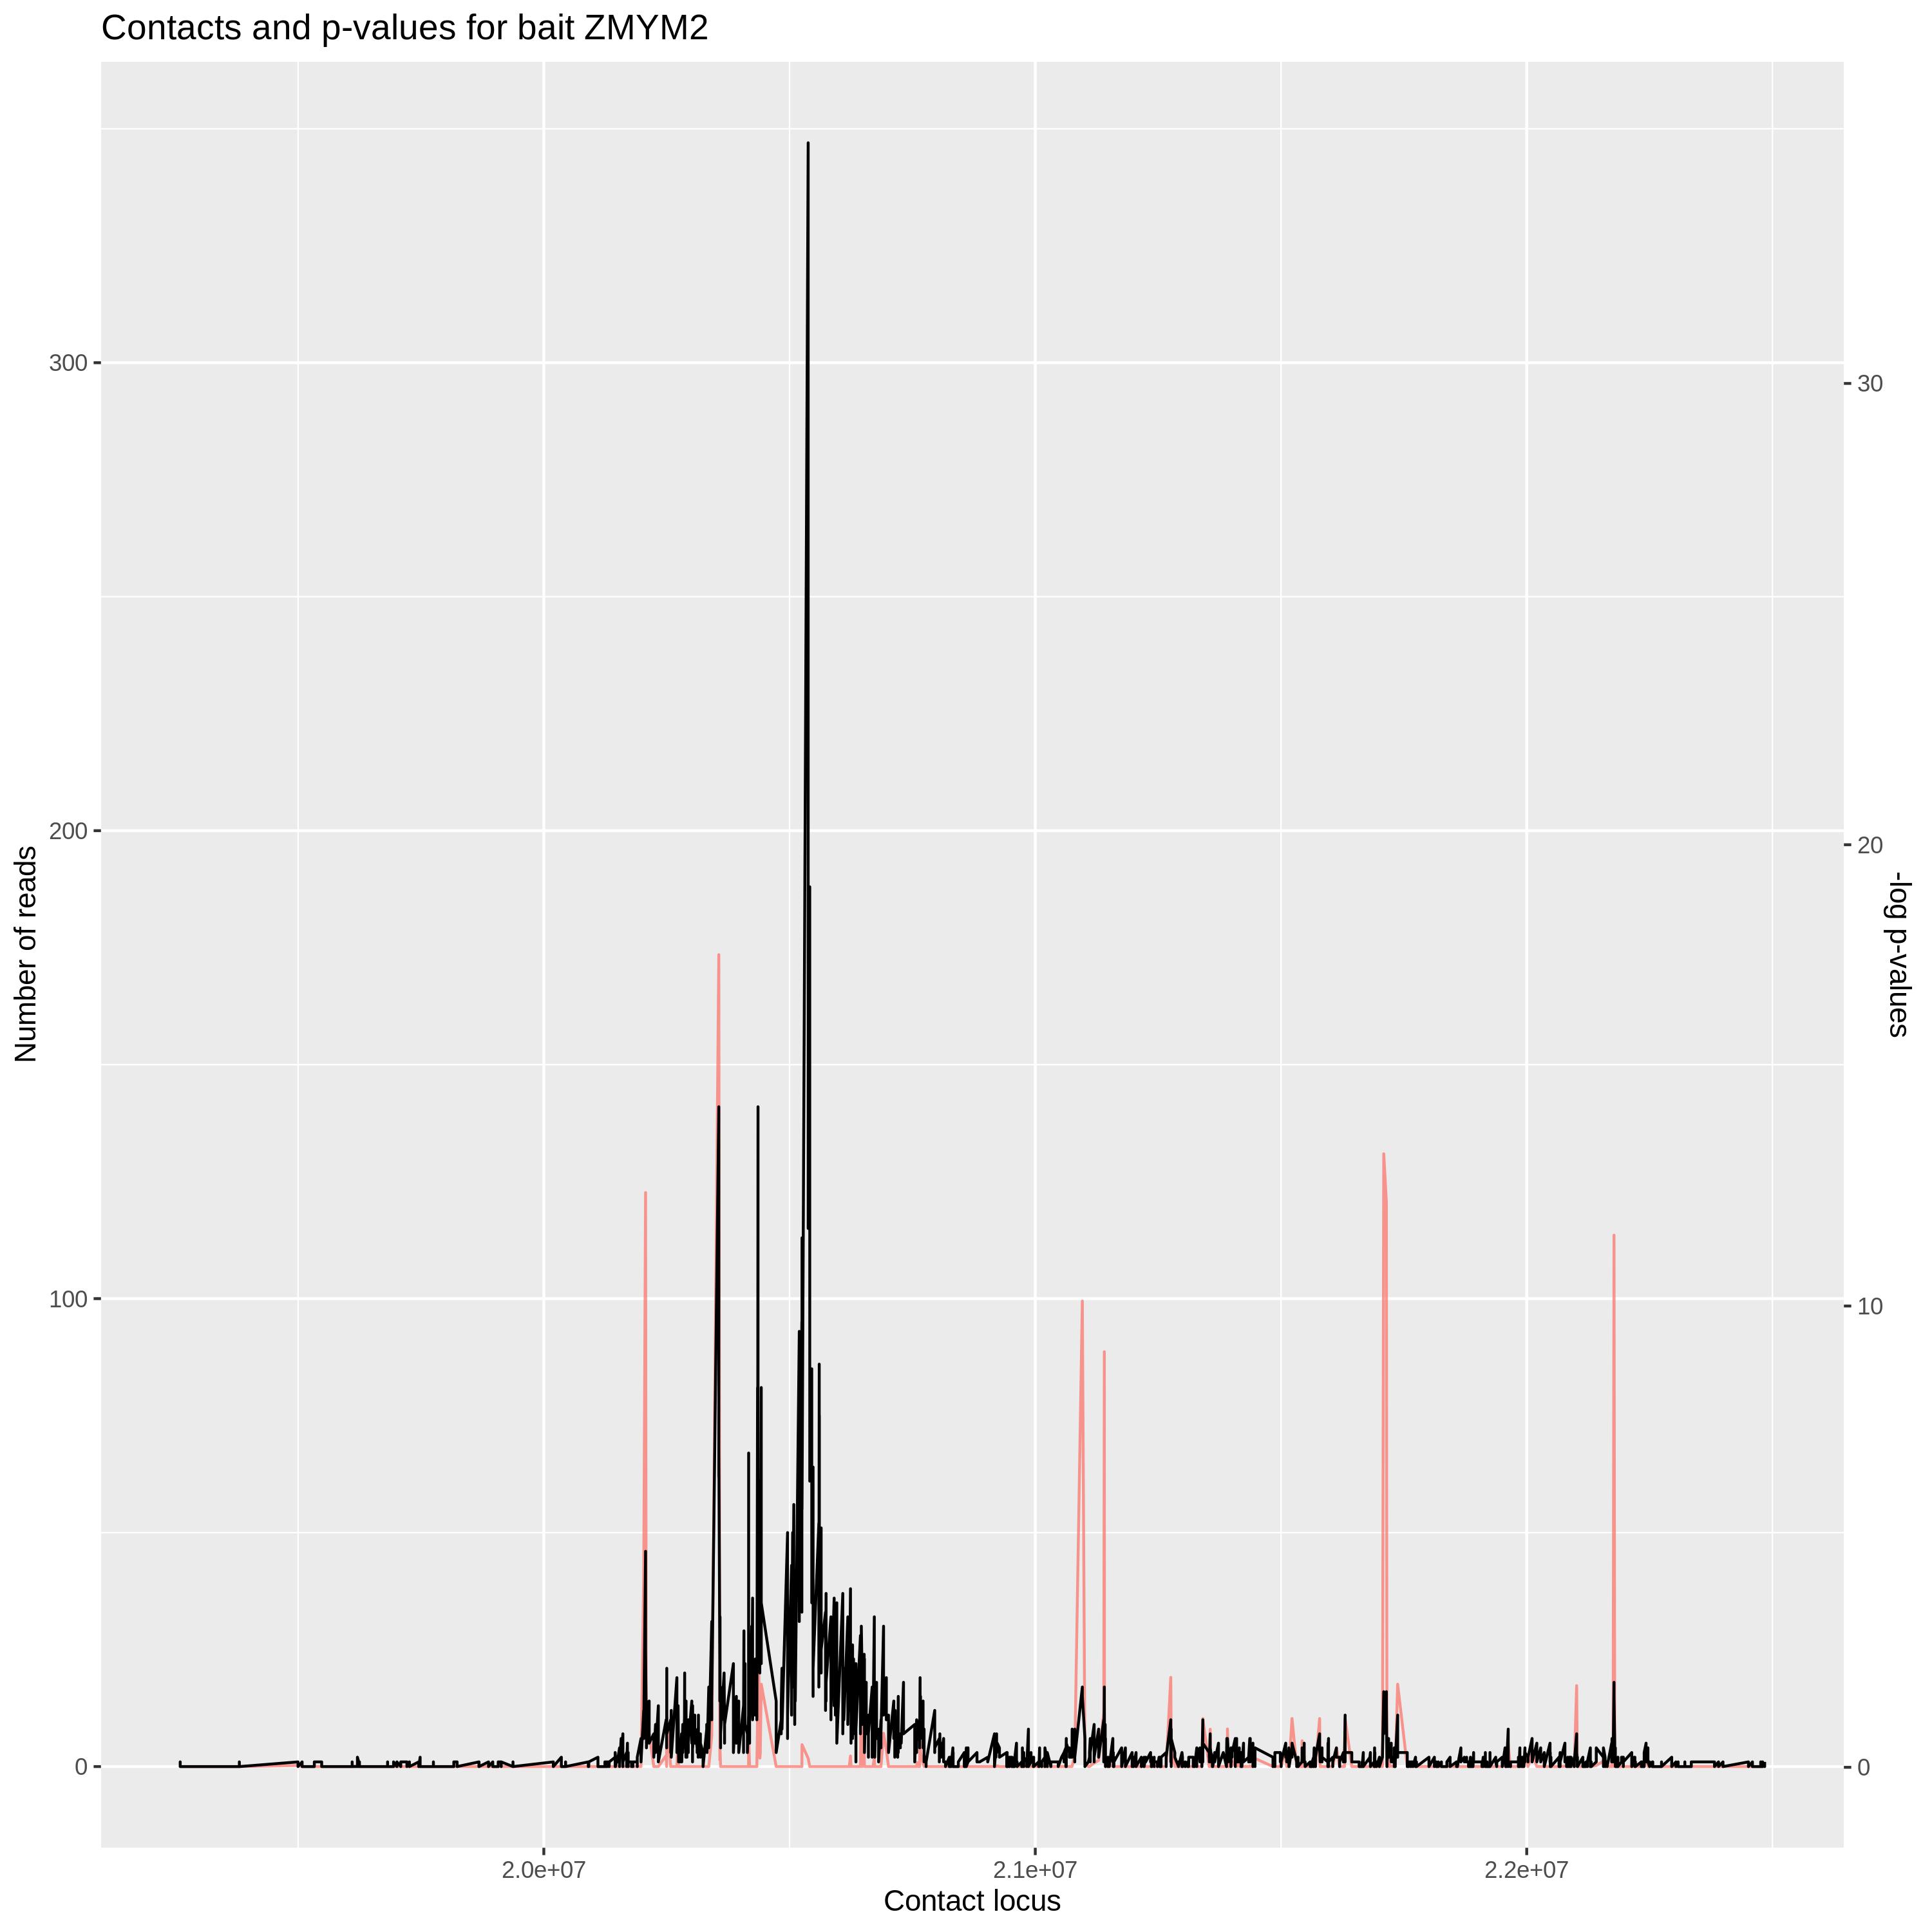 Contacts and p-values for bait ZMYM2
300
200
100
0
Number of reads
30
20
10
0
-log p-values
2.0e+07
2.1e+07
2.2e+07
Contact locus